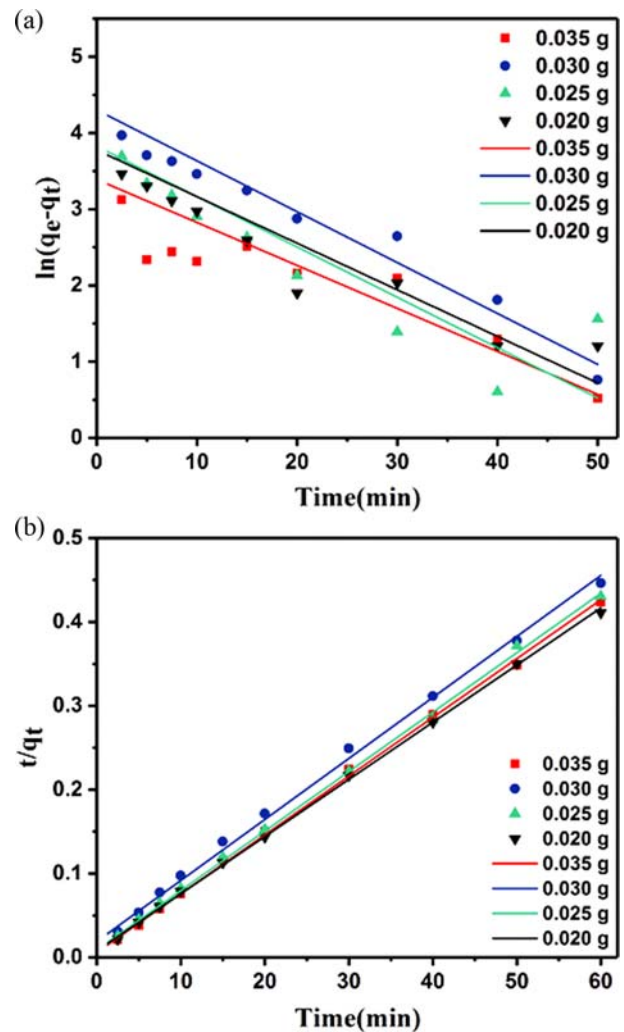 (a)
5
4
3
2
1
0
ln(qe-qt)
0.035 g
0.030 g
0.025 g
0.020 g
0.035 g
0.030 g
0.025 g
0.020 g
0 10 20 30 40 50
Time(min)
(b)
0.5
0.4
0.3
0.2
0.1
0.0
t/qt
0.035 g
0.030 g
0.025 g
0.020 g
0.035 g
0.030 g
0.025 g
0.020 g
0 10 20 30 40 50 60
Time(min)